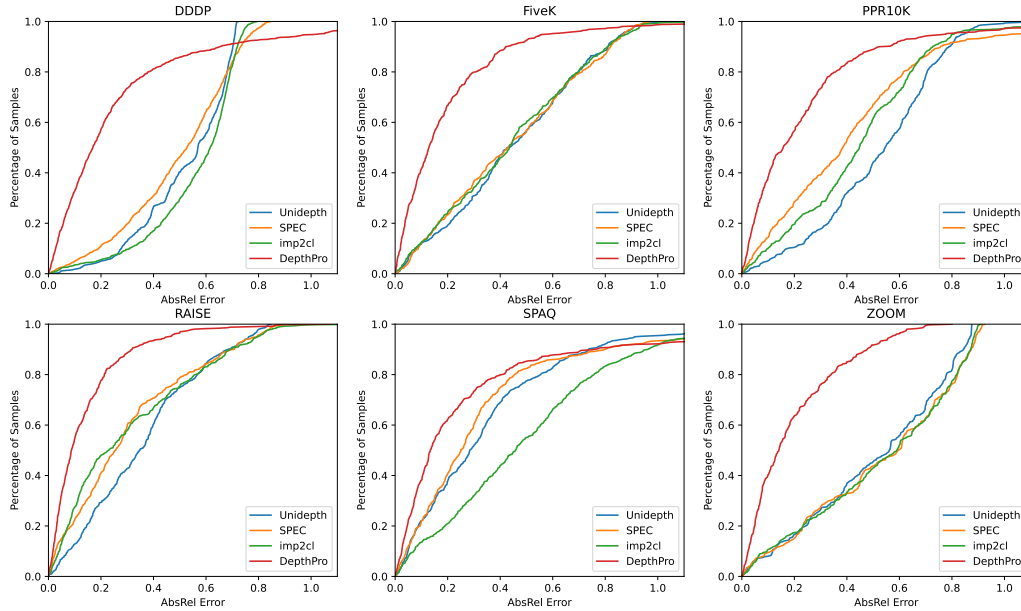 DDDP
FiveK
PPR10K
Percentage of Samples
1.0
0.8
0.6
0.4
0.2
0.0
0.0 0.2 0.4 0.6 0.8 1.0
AbsRel Error
Unidepth
SPEC
imp2cl
DepthPro
Percentage of Samples
1.0
0.8
0.6
0.4
0.2
0.0
0.0 0.2 0.4 0.6 0.8 1.0
AbsRel Error
Unidepth
SPEC
imp2cl
DepthPro
Percentage of Samples
1.0
0.8
0.6
0.4
0.2
0.0
0.0 0.2 0.4 0.6 0.8 1.0
AbsRel Error
Unidepth
SPEC
imp2cl
DepthPro
RAISE
SPAQ
ZOOM
Percentage of Samples
1.0
0.8
0.6
0.4
0.2
0.0
0.0 0.2 0.4 0.6 0.8 1.0
AbsRel Error
Unidepth
SPEC
imp2cl
DepthPro
Percentage of Samples
1.0
0.8
0.6
0.4
0.2
0.0
0.0 0.2 0.4 0.6 0.8 1.0
AbsRel Error
Unidepth
SPEC
imp2cl
DepthPro
Percentage of Samples
1.0
0.8
0.6
0.4
0.2
0.0
0.0 0.2 0.4 0.6 0.8 1.0
AbsRel Error
Unidepth
SPEC
imp2cl
DepthPro